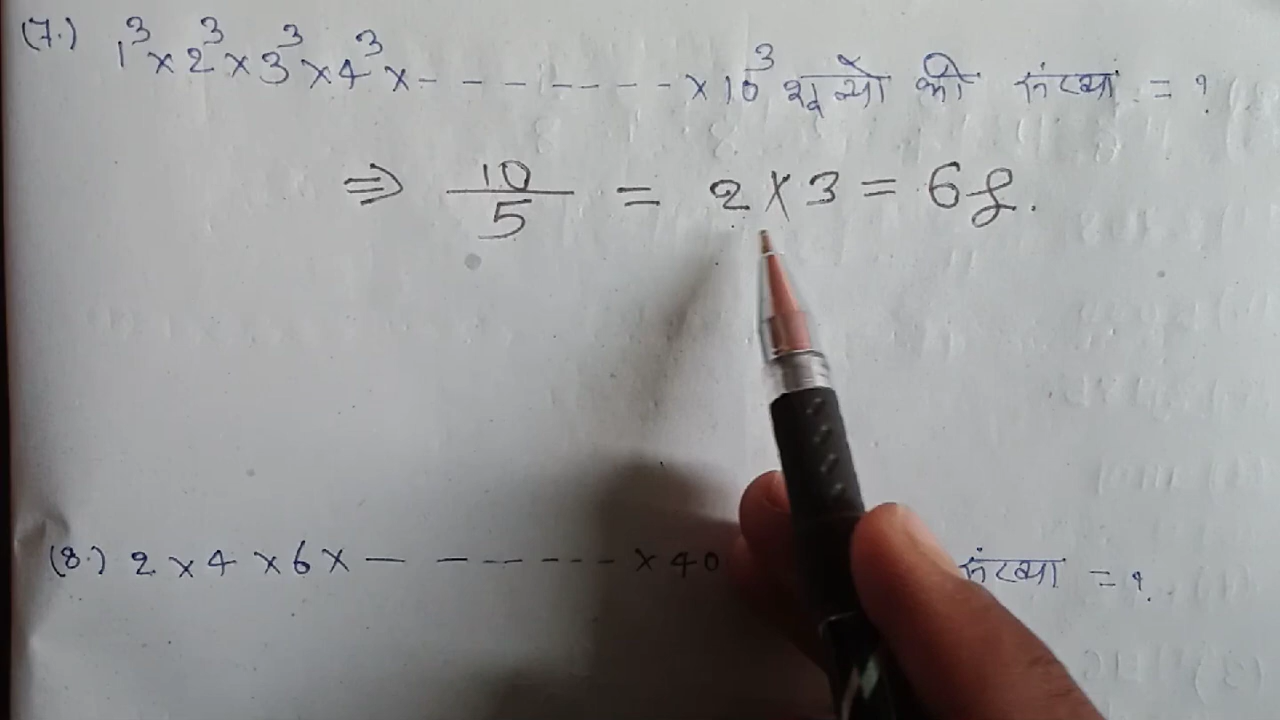 (7.) 1³ × 2³ × 3³ × 4³ × - - - - - - - - × 10³ शून्यों की संख्या = ?
⇒ 10/5 = 2 × 3 = 6
(8.) 2 × 4 × 6 × - - - - - - - × 40 संख्या = ?